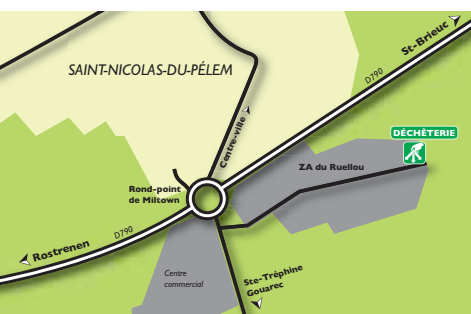 St-Brieuc
D790
SAINT-NICOLAS-DU-PÉLEM
DÉCHÈTERIE
Centre-ville
ZA du Ruellou
Rond-point
de Miltown
D790
Rostrenen
Centre
commercial
Ste-Tréphine
Gouarec